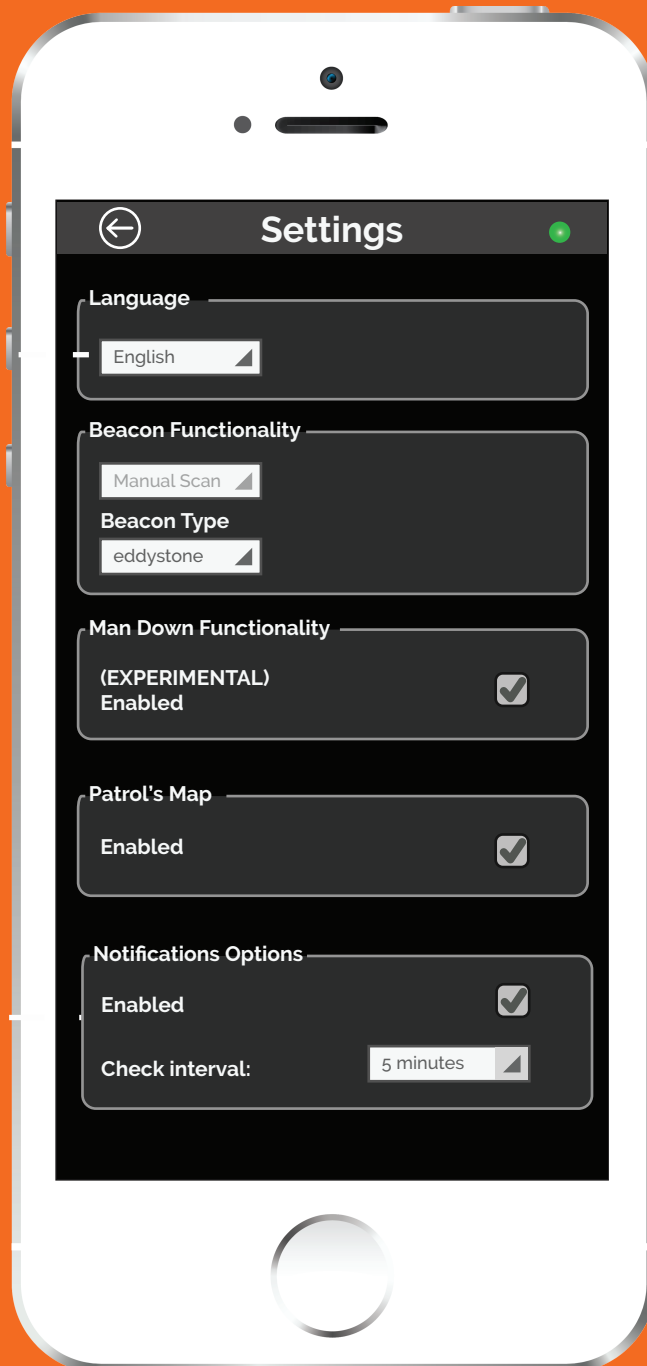 Settings
Language
English
Beacon Functionality
Manual Scan
Beacon Type
eddystone
Man Down Functionality
(EXPERIMENTAL)
Enabled
Patrol's Map
Enabled
Notifications Options
Enabled
Check interval:
5 minutes